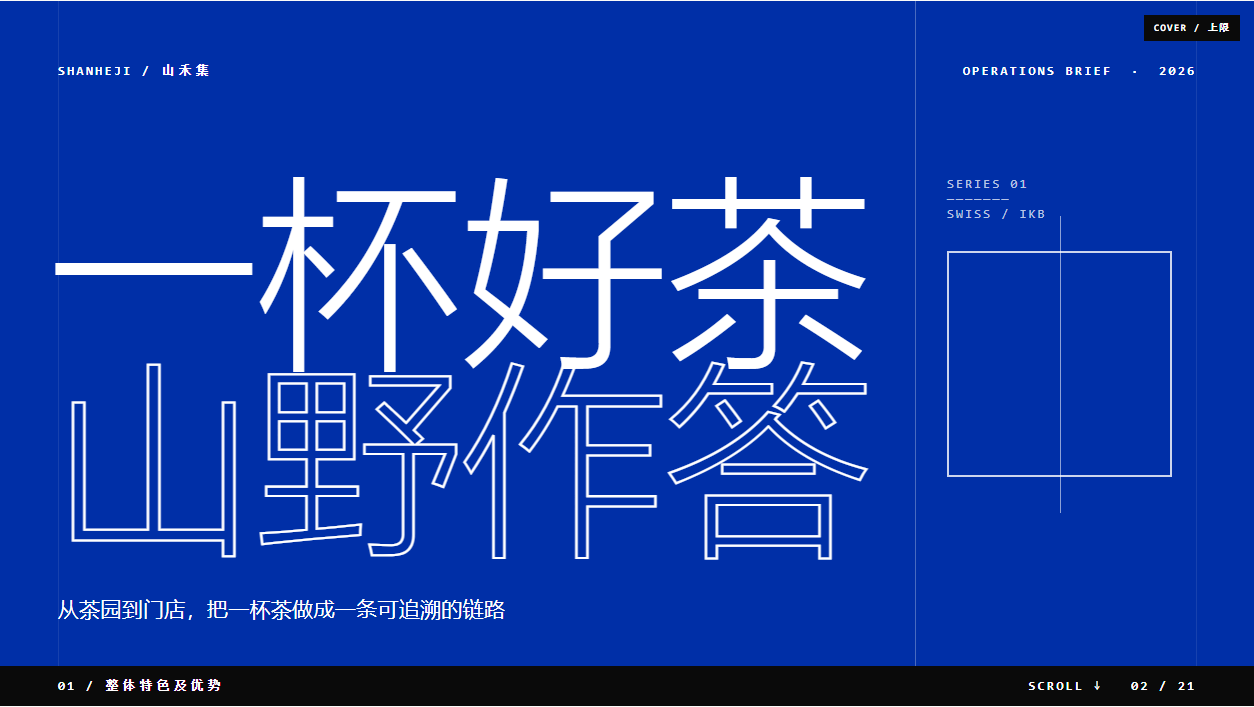 COVER / 上限
SHANHEJI / 山禾集
OPERATIONS BRIEF · 2026
一杯好茶
山野作答
SERIES 01
———————
SWISS / IKB
从茶园到门店，把一杯茶做成一条可追溯的链路
01 / 整体特色及优势
SCROLL ↓ 02 / 21